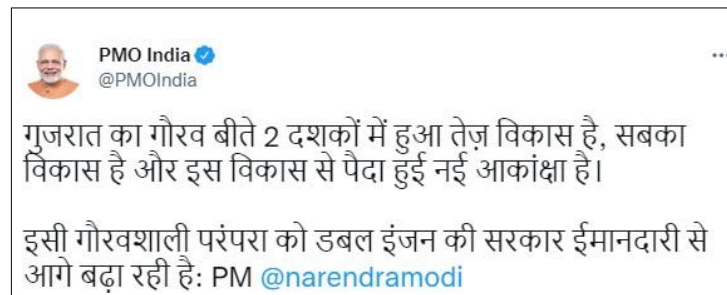 PMO India
@PMOIndia
गुजरात का गौरव बीते 2 दशकों में हुआ तेज़ विकास है, सबका
विकास है और इस विकास से पैदा हुई नई आकांक्षा है।
इसी गौरवशाली परंपरा को डबल इंजन की सरकार ईमानदारी से
आगे बढ़ा रही है: PM @narendramodi